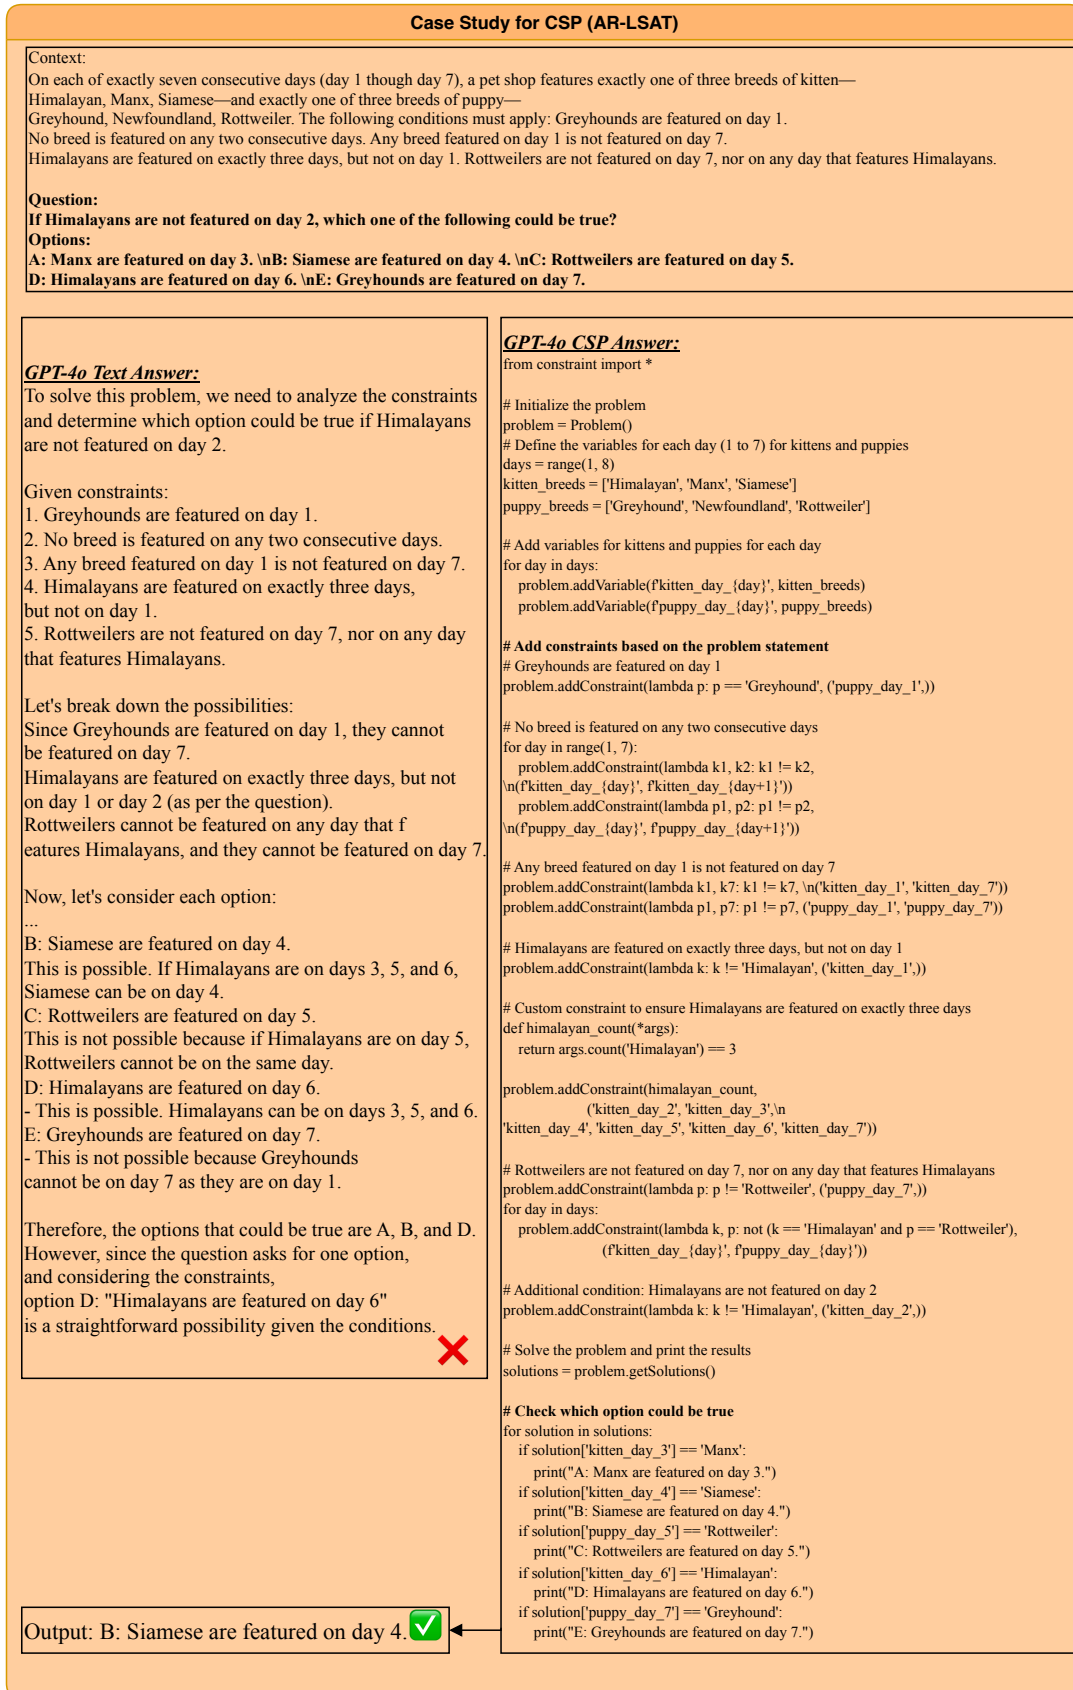 Case Study for CSP (AR-LSAT)
Context:
On each of exactly seven consecutive days (day 1 though day 7), a pet shop features exactly one of three breeds of kitten—
Himalayan, Manx, Siamese—and exactly one of three breeds of puppy—
Greyhound, Newfoundland, Rottweiler. The following conditions must apply: Greyhounds are featured on day 1.
No breed is featured on any two consecutive days. Any breed featured on day 1 is not featured on day 7.
Himalayans are featured on exactly three days, but not on day 1. Rottweilers are not featured on day 7, nor on any day that features Himalayans.
Question:
If Himalayans are not featured on day 2, which one of the following could be true?
Options:
A: Manx are featured on day 3. \nB: Siamese are featured on day 4. \nC: Rottweilers are featured on day 5.
D: Himalayans are featured on day 6. \nE: Greyhounds are featured on day 7.
GPT-4o Text Answer:
To solve this problem, we need to analyze the constraints
and determine which option could be true if Himalayans
are not featured on day 2.
Given constraints:
1. Greyhounds are featured on day 1.
2. No breed is featured on any two consecutive days.
3. Any breed featured on day 1 is not featured on day 7.
4. Himalayans are featured on exactly three days,
but not on day 1.
5. Rottweilers are not featured on day 7, nor on any day
that features Himalayans.
Let's break down the possibilities:
Since Greyhounds are featured on day 1, they cannot
be featured on day 7.
Himalayans are featured on exactly three days, but not
on day 1 or day 2 (as per the question).
Rottweilers cannot be featured on any day that f
eatures Himalayans, and they cannot be featured on day 7.
Now, let's consider each option:
...
B: Siamese are featured on day 4.
This is possible. If Himalayans are on days 3, 5, and 6,
Siamese can be on day 4.
C: Rottweilers are featured on day 5.
This is not possible because if Himalayans are on day 5,
Rottweilers cannot be on the same day.
D: Himalayans are featured on day 6.
- This is possible. Himalayans can be on days 3, 5, and 6.
E: Greyhounds are featured on day 7.
- This is not possible because Greyhounds
cannot be on day 7 as they are on day 1.
Therefore, the options that could be true are A, B, and D.
However, since the question asks for one option,
and considering the constraints,
option D: "Himalayans are featured on day 6"
is a straightforward possibility given the conditions.
GPT-4o CSP Answer:
from constraint import *
# Initialize the problem
problem = Problem()
# Define the variables for each day (1 to 7) for kittens and puppies
days = range(1, 8)
kitten_breeds = ['Himalayan', 'Manx', 'Siamese']
puppy_breeds = ['Greyhound', 'Newfoundland', 'Rottweiler']
# Add variables for kittens and puppies for each day
for day in days:
problem.addVariable(f'kitten_day_{day}', kitten_breeds)
problem.addVariable(f'puppy_day_{day}', puppy_breeds)
# Add constraints based on the problem statement
# Greyhounds are featured on day 1
problem.addConstraint(lambda p: p == 'Greyhound', ('puppy_day_1',))
# No breed is featured on any two consecutive days
for day in range(1, 7):
problem.addConstraint(lambda k1, k2: k1 != k2,
\n(f'kitten_day_{day}', f'kitten_day_{day+1}'))
problem.addConstraint(lambda p1, p2: p1 != p2,
\n(f'puppy_day_{day}', f'puppy_day_{day+1}'))
# Any breed featured on day 1 is not featured on day 7
problem.addConstraint(lambda k1, k7: k1 != k7, \n('kitten_day_1', 'kitten_day_7'))
problem.addConstraint(lambda p1, p7: p1 != p7, ('puppy_day_1', 'puppy_day_7'))
# Himalayans are featured on exactly three days, but not on day 1
problem.addConstraint(lambda k: k != 'Himalayan', ('kitten_day_1',))
# Custom constraint to ensure Himalayans are featured on exactly three days
def himalayan_count(*args):
return args.count('Himalayan') == 3
problem.addConstraint(himalayan_count,
('kitten_day_2', 'kitten_day_3',\n
'kitten_day_4', 'kitten_day_5', 'kitten_day_6', 'kitten_day_7'))
# Rottweilers are not featured on day 7, nor on any day that features Himalayans
problem.addConstraint(lambda p: p != 'Rottweiler', ('puppy_day_7',))
for day in days:
problem.addConstraint(lambda k, p: not (k == 'Himalayan' and p == 'Rottweiler'),
(f'kitten_day_{day}', f'puppy_day_{day}'))
# Additional condition: Himalayans are not featured on day 2
problem.addConstraint(lambda k: k != 'Himalayan', ('kitten_day_2',))
# Solve the problem and print the results
solutions = problem.getSolutions()
# Check which option could be true
for solution in solutions:
if solution['kitten_day_3'] == 'Manx':
print("A: Manx are featured on day 3.")
if solution['kitten_day_4'] == 'Siamese':
print("B: Siamese are featured on day 4.")
if solution['puppy_day_5'] == 'Rottweiler':
print("C: Rottweilers are featured on day 5.")
if solution['kitten_day_6'] == 'Himalayan':
print("D: Himalayans are featured on day 6.")
if solution['puppy_day_7'] == 'Greyhound':
print("E: Greyhounds are featured on day 7.")
Output: B: Siamese are featured on day 4.